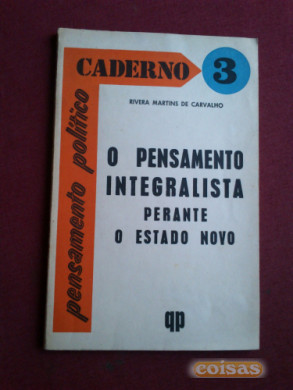 CADERNO 3
RIVERA MARTINS DE CARVALHO
pensamento político
O PENSAMENTO
INTEGRALISTA
PERANTE
O ESTADO NOVO
qp
coisas